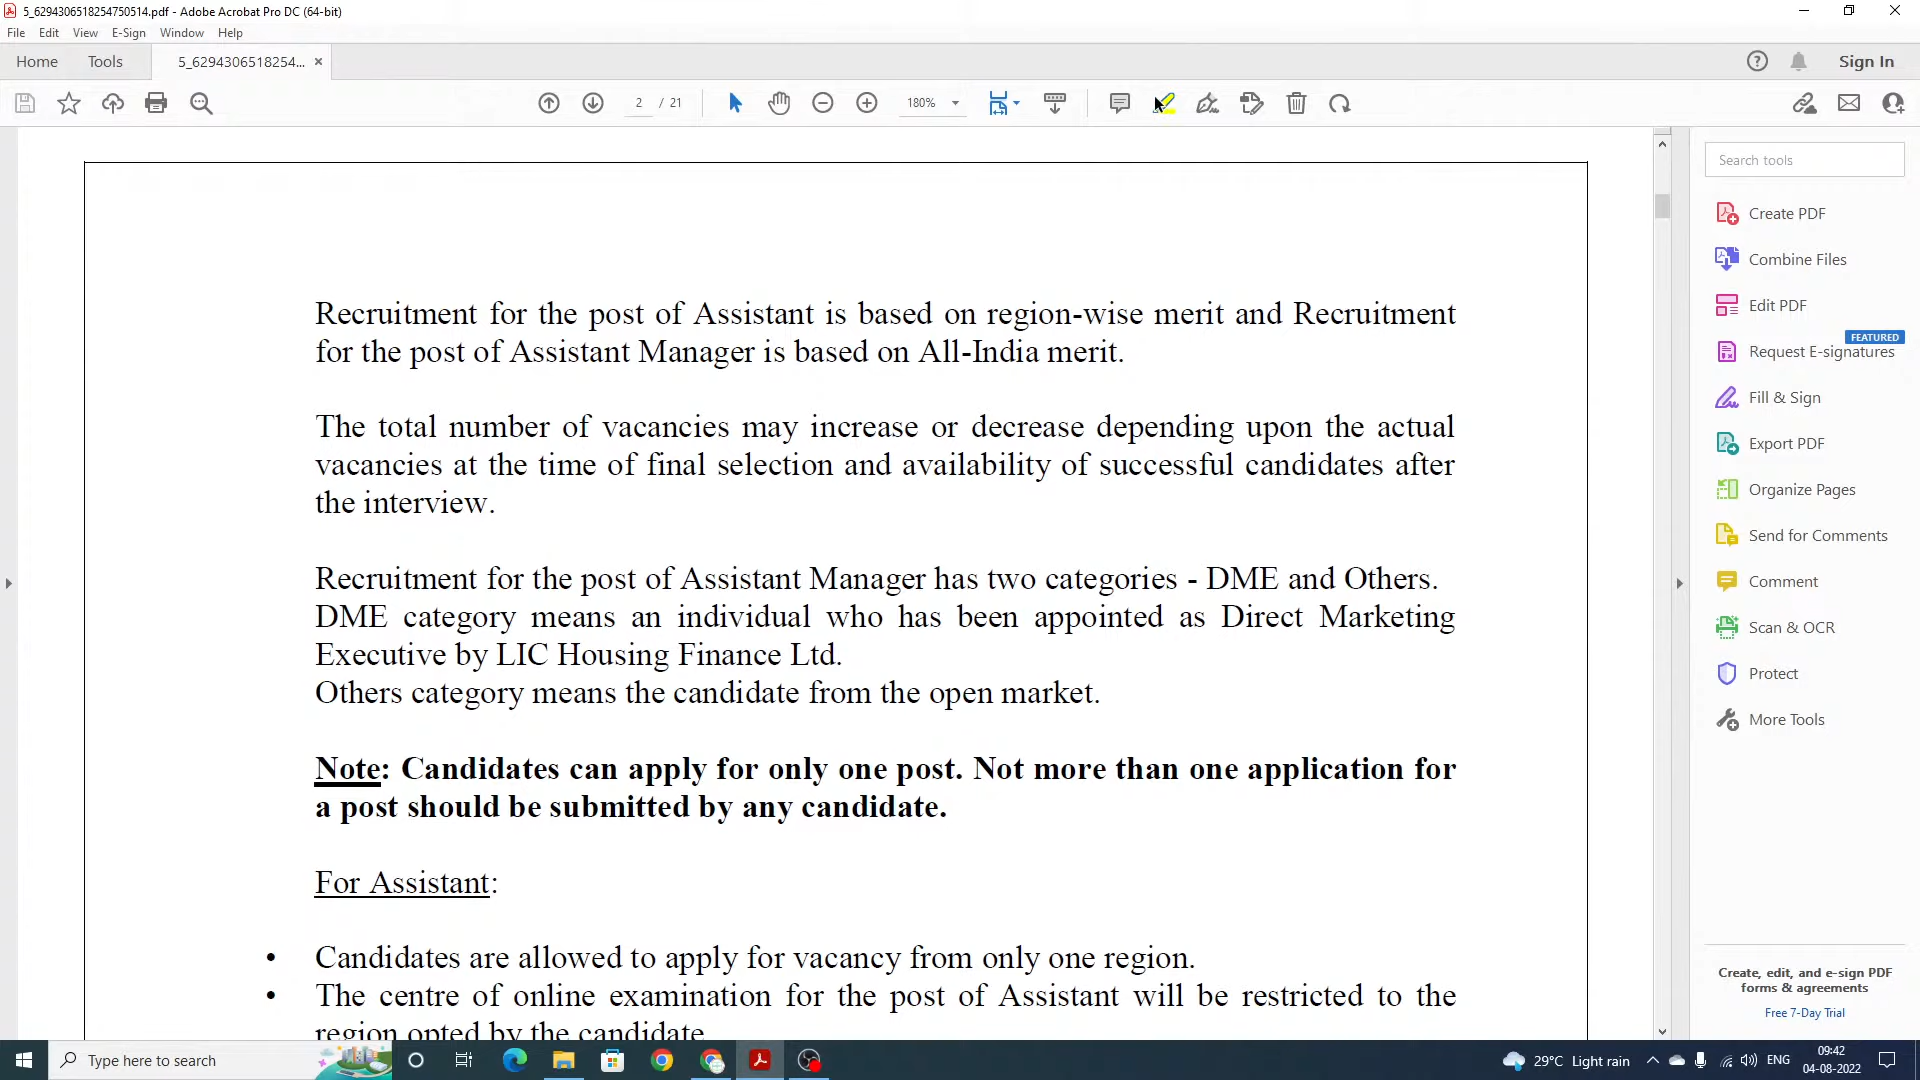 5_6294306518254750514.pdf - Adobe Acrobat Pro DC (64-bit)
File Edit View E-Sign Window Help
Home Tools 5_6294306518254... × Sign In
2 / 21 180%
Search tools
Create PDF
Combine Files
Edit PDF
FEATURED
Request E-signatures
Fill & Sign
Export PDF
Organize Pages
Send for Comments
Comment
Scan & OCR
Protect
More Tools
Create, edit, and e-sign PDF
forms & agreements
Free 7-Day Trial
Recruitment for the post of Assistant is based on region-wise merit and Recruitment
for the post of Assistant Manager is based on All-India merit.
The total number of vacancies may increase or decrease depending upon the actual
vacancies at the time of final selection and availability of successful candidates after
the interview.
Recruitment for the post of Assistant Manager has two categories - DME and Others.
DME category means an individual who has been appointed as Direct Marketing
Executive by LIC Housing Finance Ltd.
Others category means the candidate from the open market.
Note: Candidates can apply for only one post. Not more than one application for
a post should be submitted by any candidate.
For Assistant:
• Candidates are allowed to apply for vacancy from only one region.
• The centre of online examination for the post of Assistant will be restricted to the
region opted by the candidate
Type here to search
29°C Light rain
ENG
09:42
04-08-2022